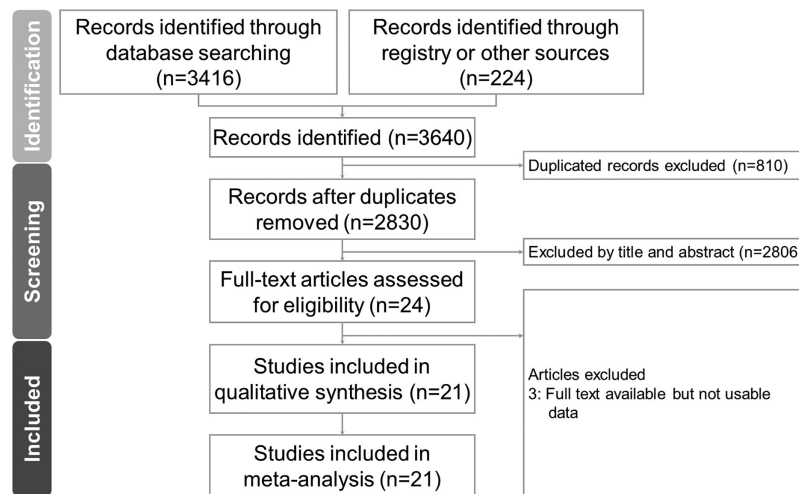 Identification
Records identified through
database searching
(n=3416)
Records identified through
registry or other sources
(n=224)
Records identified (n=3640)
Duplicated records excluded (n=810)
Screening
Records after duplicates
removed (n=2830)
Excluded by title and abstract (n=2806
Full-text articles assessed
for eligibility (n=24)
Included
Studies included in
qualitative synthesis (n=21)
Articles excluded
3: Full text available but not usable
data
Studies included in
meta-analysis (n=21)